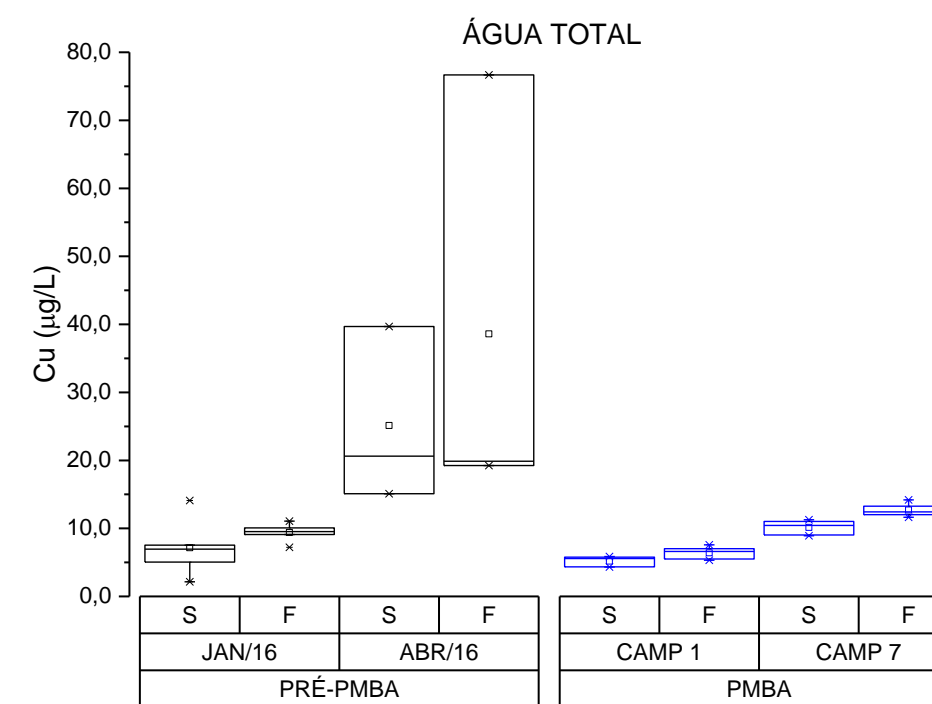 ÁGUA TOTAL
80,0
70,0
60,0
50,0
40,0
30,0
20,0
10,0
0,0
Cu (μg/L)
S F S F S F S F
JAN/16 ABR/16 CAMP 1 CAMP 7
PRÉ-PMBA PMBA